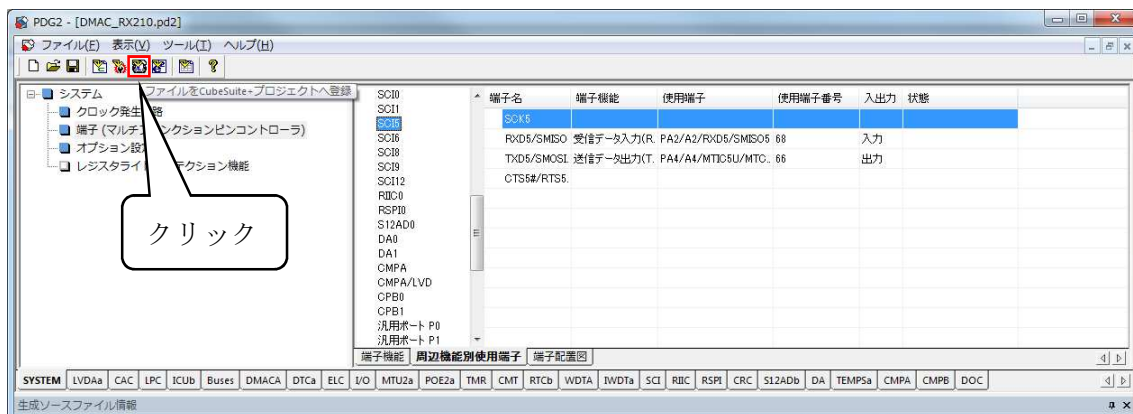 PDG2 - [DMAC_RX210.pd2]
ファイル(F) 表示(V) ツール(T) ヘルプ(H)
ファイルをCubeSuite+プロジェクトへ登録
システム
クロック発生 路
端子 (マルチ ンクションピンコントローラ)
オプション設
レジスタライ テクション機能
クリック
SCI0
SCI1
SCI5
SCI6
SCI8
SCI9
SCI12
RIIC0
RSPI0
S12AD0
DA0
DA1
CMPA
CMPA/LVD
CPB0
CPB1
汎用ポート P0
汎用ポート P1
端子名 端子機能 使用端子 使用端子番号 入出力 状態
SCK5
RXD5/SMISO 受信データ入力(R. PA2/A2/RXD5/SMISO5 68 入力
TXD5/SMOSI. 送信データ出力(T. PA4/A4/MTIC5U/MTC.. 66 出力
CTS5#/RTS5.
端子機能 周辺機能別使用端子 端子配置図
SYSTEM LVDAa CAC LPC ICUb Buses DMACA DTCa ELC I/O MTU2a POE2a TMR CMT RTCb WDTA IWDTa SCI RIIC RSPI CRC S12ADb DA TEMPSa CMPA CMPB DOC
生成ソースファイル情報